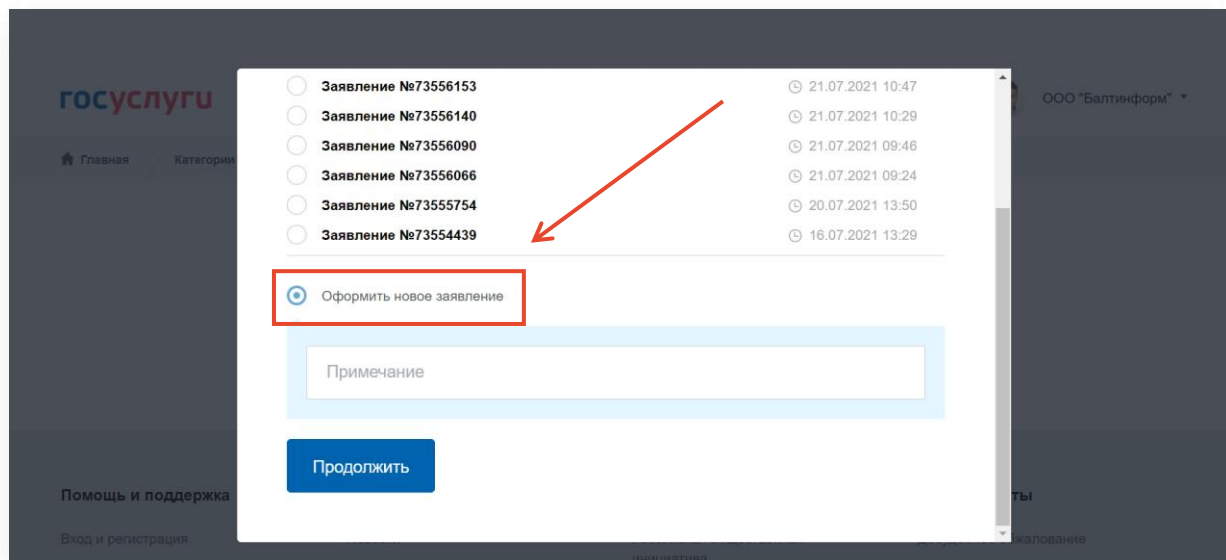 госуслуги
ООО "Балтинформ"
Главная
Категории
Заявление №73556153 21.07.2021 10:47
Заявление №73556140 21.07.2021 10:29
Заявление №73556090 21.07.2021 09:46
Заявление №73556066 21.07.2021 09:24
Заявление №73555754 20.07.2021 13:50
Заявление №73554439 16.07.2021 13:29
Оформить новое заявление
Примечание
Продолжить
Помощь и поддержка
Вход и регистрация
инициатива